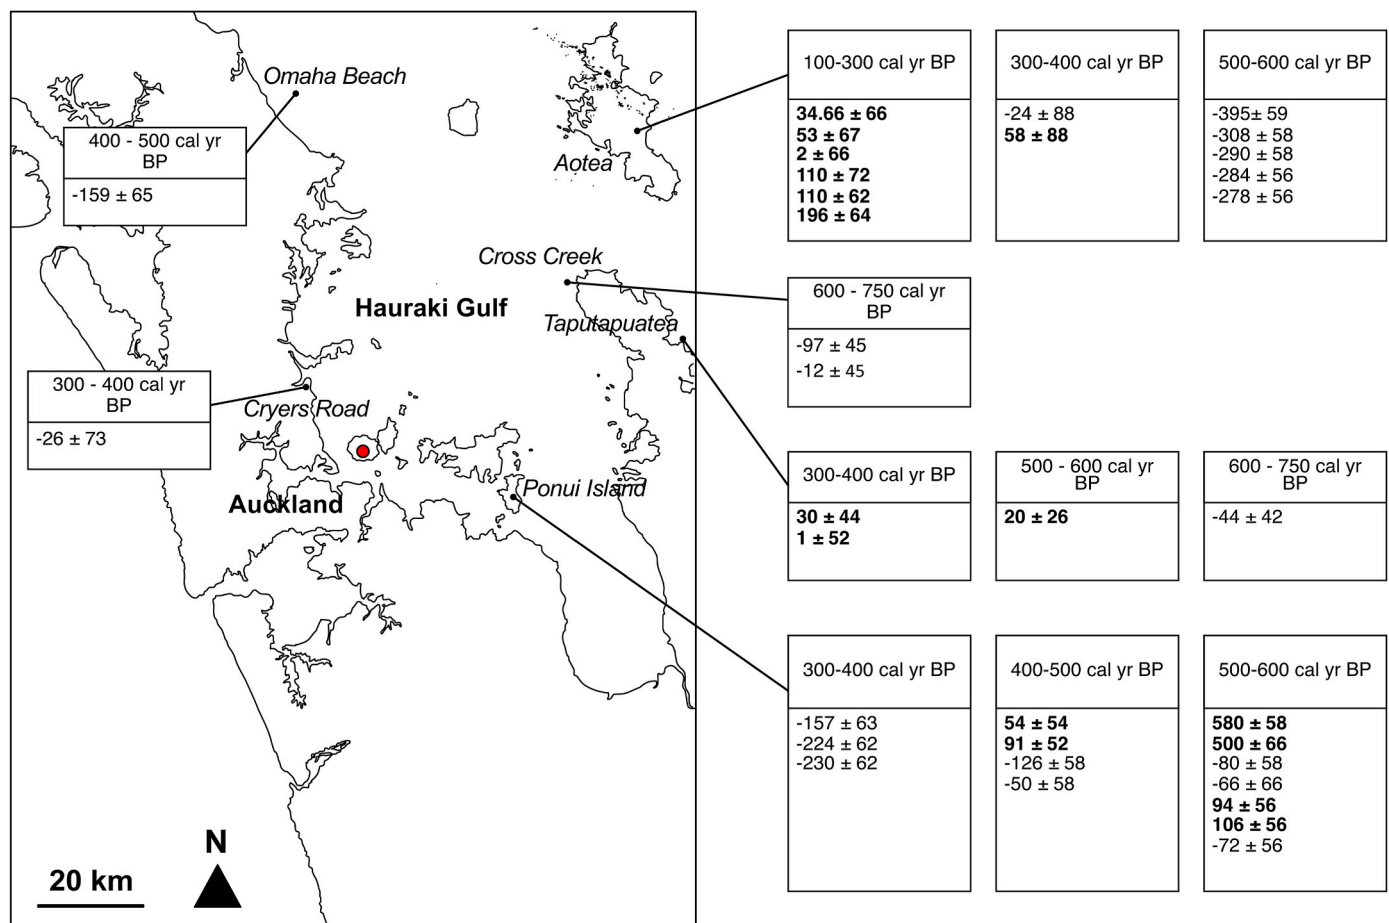 Omaha Beach
400 - 500 cal yr
BP
-159 ± 65
Aotea
100-300 cal yr BP
34.66 ± 66
53 ± 67
2 ± 66
110 ± 72
110 ± 62
196 ± 64
300-400 cal yr BP
-24 ± 88
58 ± 88
500-600 cal yr BP
-395± 59
-308 ± 58
-290 ± 58
-284 ± 56
-278 ± 56
Cross Creek
Hauraki Gulf
600 - 750 cal yr
BP
-97 ± 45
-12 ± 45
Taputapuatea
300 - 400 cal yr
BP
-26 ± 73
Cryers Road
Auckland
Ponui Island
300-400 cal yr BP
30 ± 44
1 ± 52
500 - 600 cal yr
BP
20 ± 26
600 - 750 cal yr
BP
-44 ± 42
300-400 cal yr BP
-157 ± 63
-224 ± 62
-230 ± 62
400-500 cal yr BP
54 ± 54
91 ± 52
-126 ± 58
-50 ± 58
500-600 cal yr BP
580 ± 58
500 ± 66
-80 ± 58
-66 ± 66
94 ± 56
106 ± 56
-72 ± 56
N
20 km